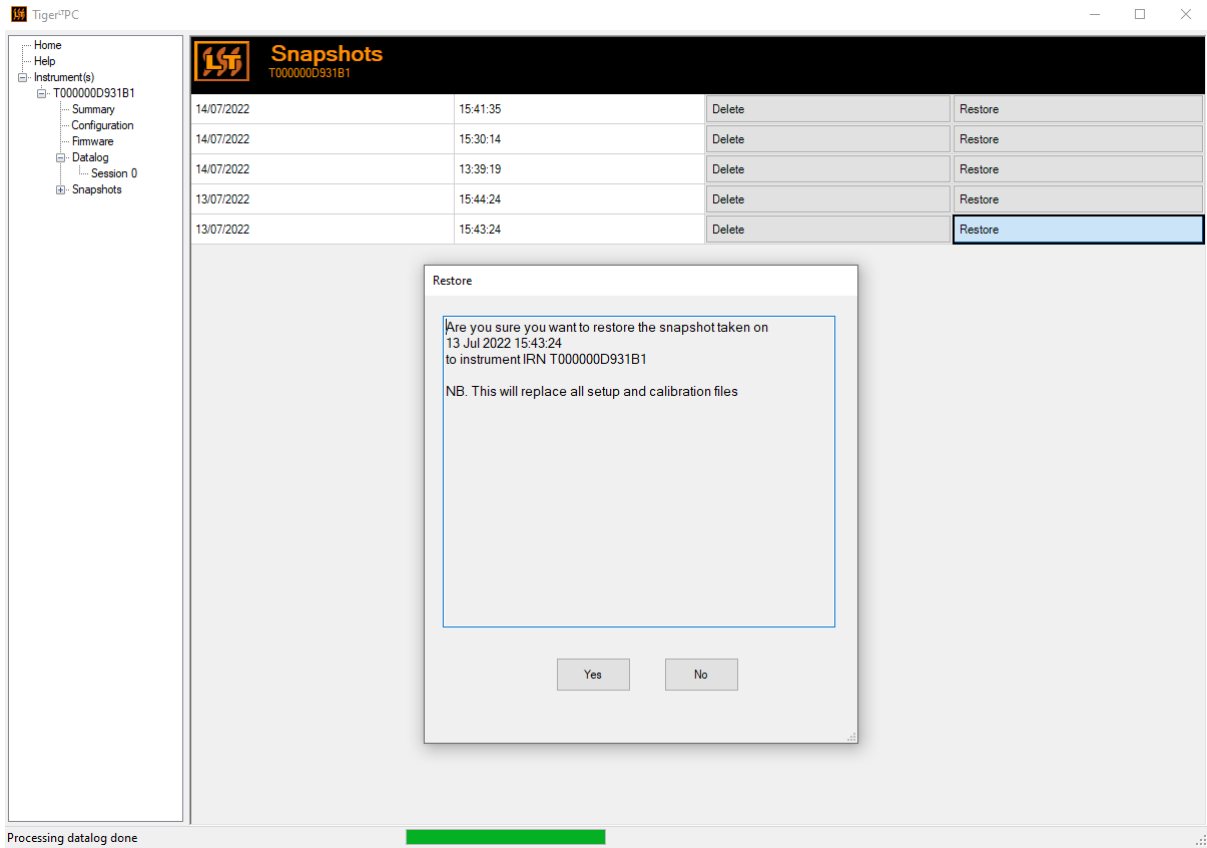 TigerLTPC
Home
Help
Instrument(s)
T000000D931B1
Summary
Configuration
Firmware
Datalog
Session 0
Snapshots
Snapshots
T000000D931B1
14/07/2022 15:41:35 Delete Restore
14/07/2022 15:30:14 Delete Restore
14/07/2022 13:39:19 Delete Restore
13/07/2022 15:44:24 Delete Restore
13/07/2022 15:43:24 Delete Restore
Restore
Are you sure you want to restore the snapshot taken on
13 Jul 2022 15:43:24
to instrument IRN T000000D931B1
NB. This will replace all setup and calibration files
Yes No
Processing datalog done